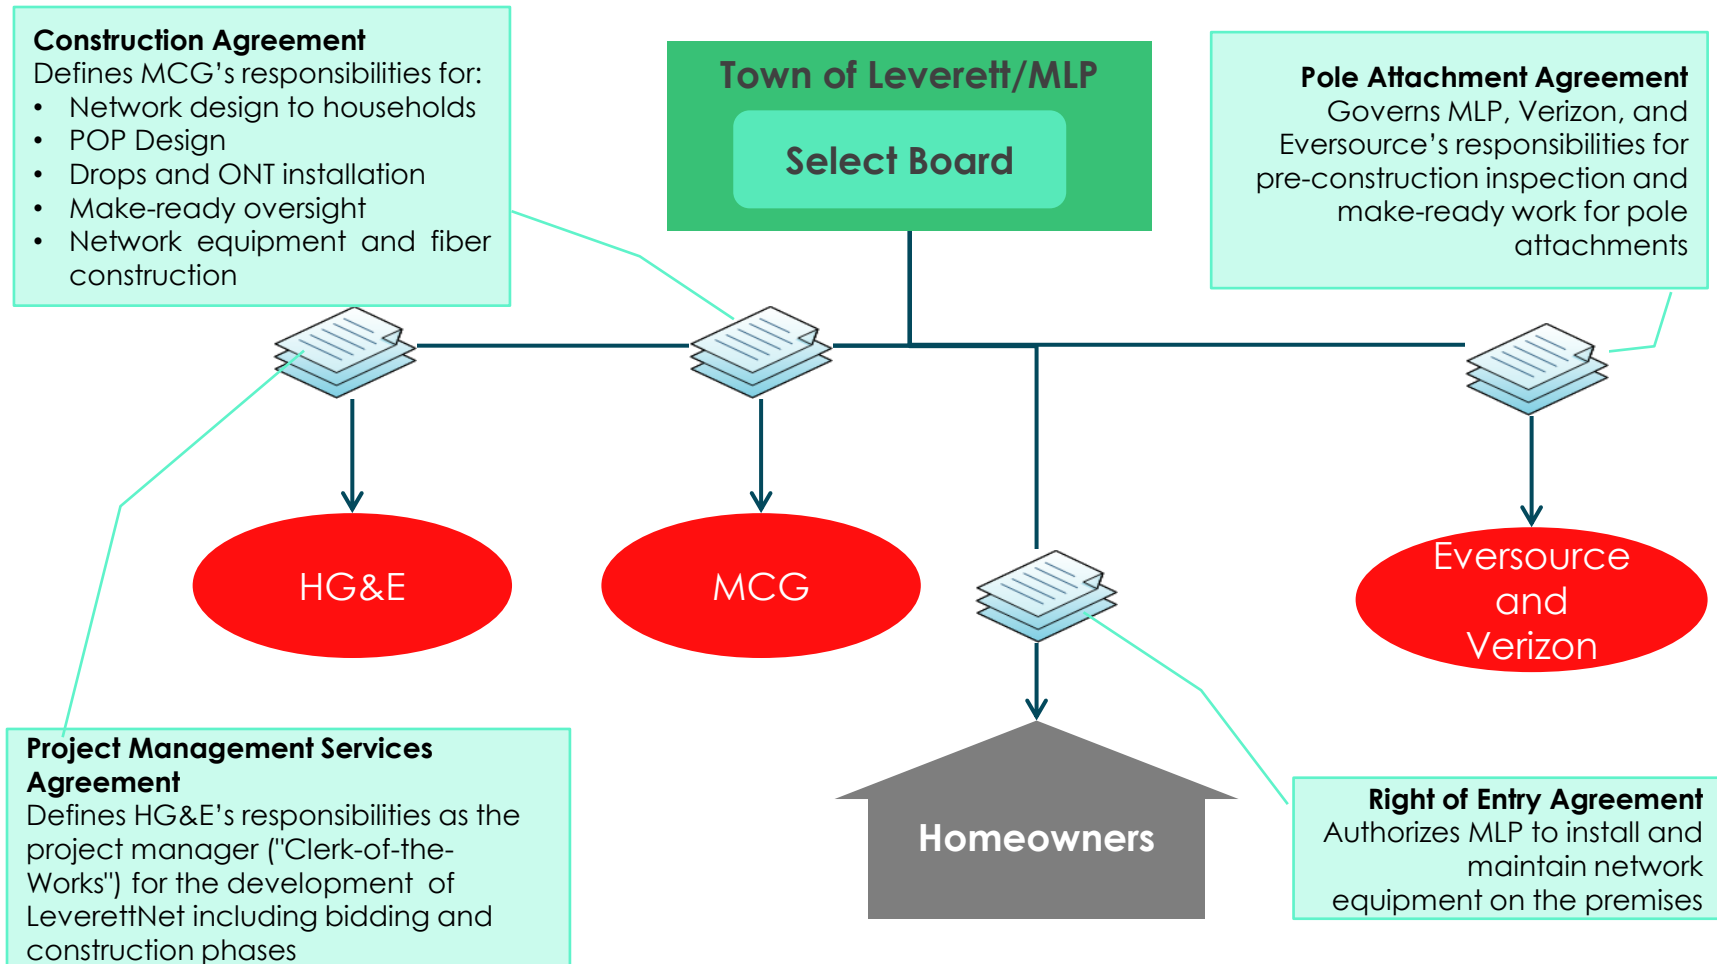 Construction Agreement
Defines MCG's responsibilities for:
• Network design to households
• POP Design
• Drops and ONT installation
• Make-ready oversight
• Network equipment and fiber
construction
Town of Leverett/MLP
Select Board
Pole Attachment Agreement
Governs MLP, Verizon, and
Eversource's responsibilities for
pre-construction inspection and
make-ready work for pole
attachments
HG&E
MCG
Eversource
and
Verizon
Homeowners
Project Management Services
Agreement
Defines HG&E's responsibilities as the
project manager ("Clerk-of-the-
Works") for the development of
LeverettNet including bidding and
construction phases
Right of Entry Agreement
Authorizes MLP to install and
maintain network
equipment on the premises